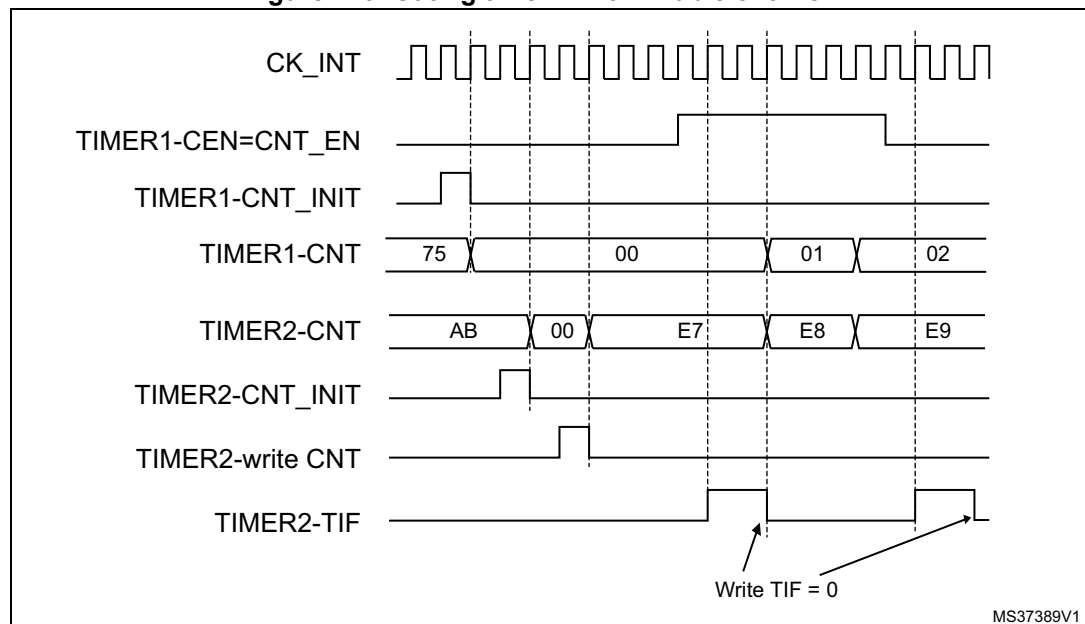 CK_INT
TIMER1-CEN=CNT_EN
TIMER1-CNT_INIT
TIMER1-CNT 75 00 01 02
TIMER2-CNT AB 00 E7 E8 E9
TIMER2-CNT_INIT
TIMER2-write CNT
TIMER2-TIF
Write TIF = 0
MS37389V1